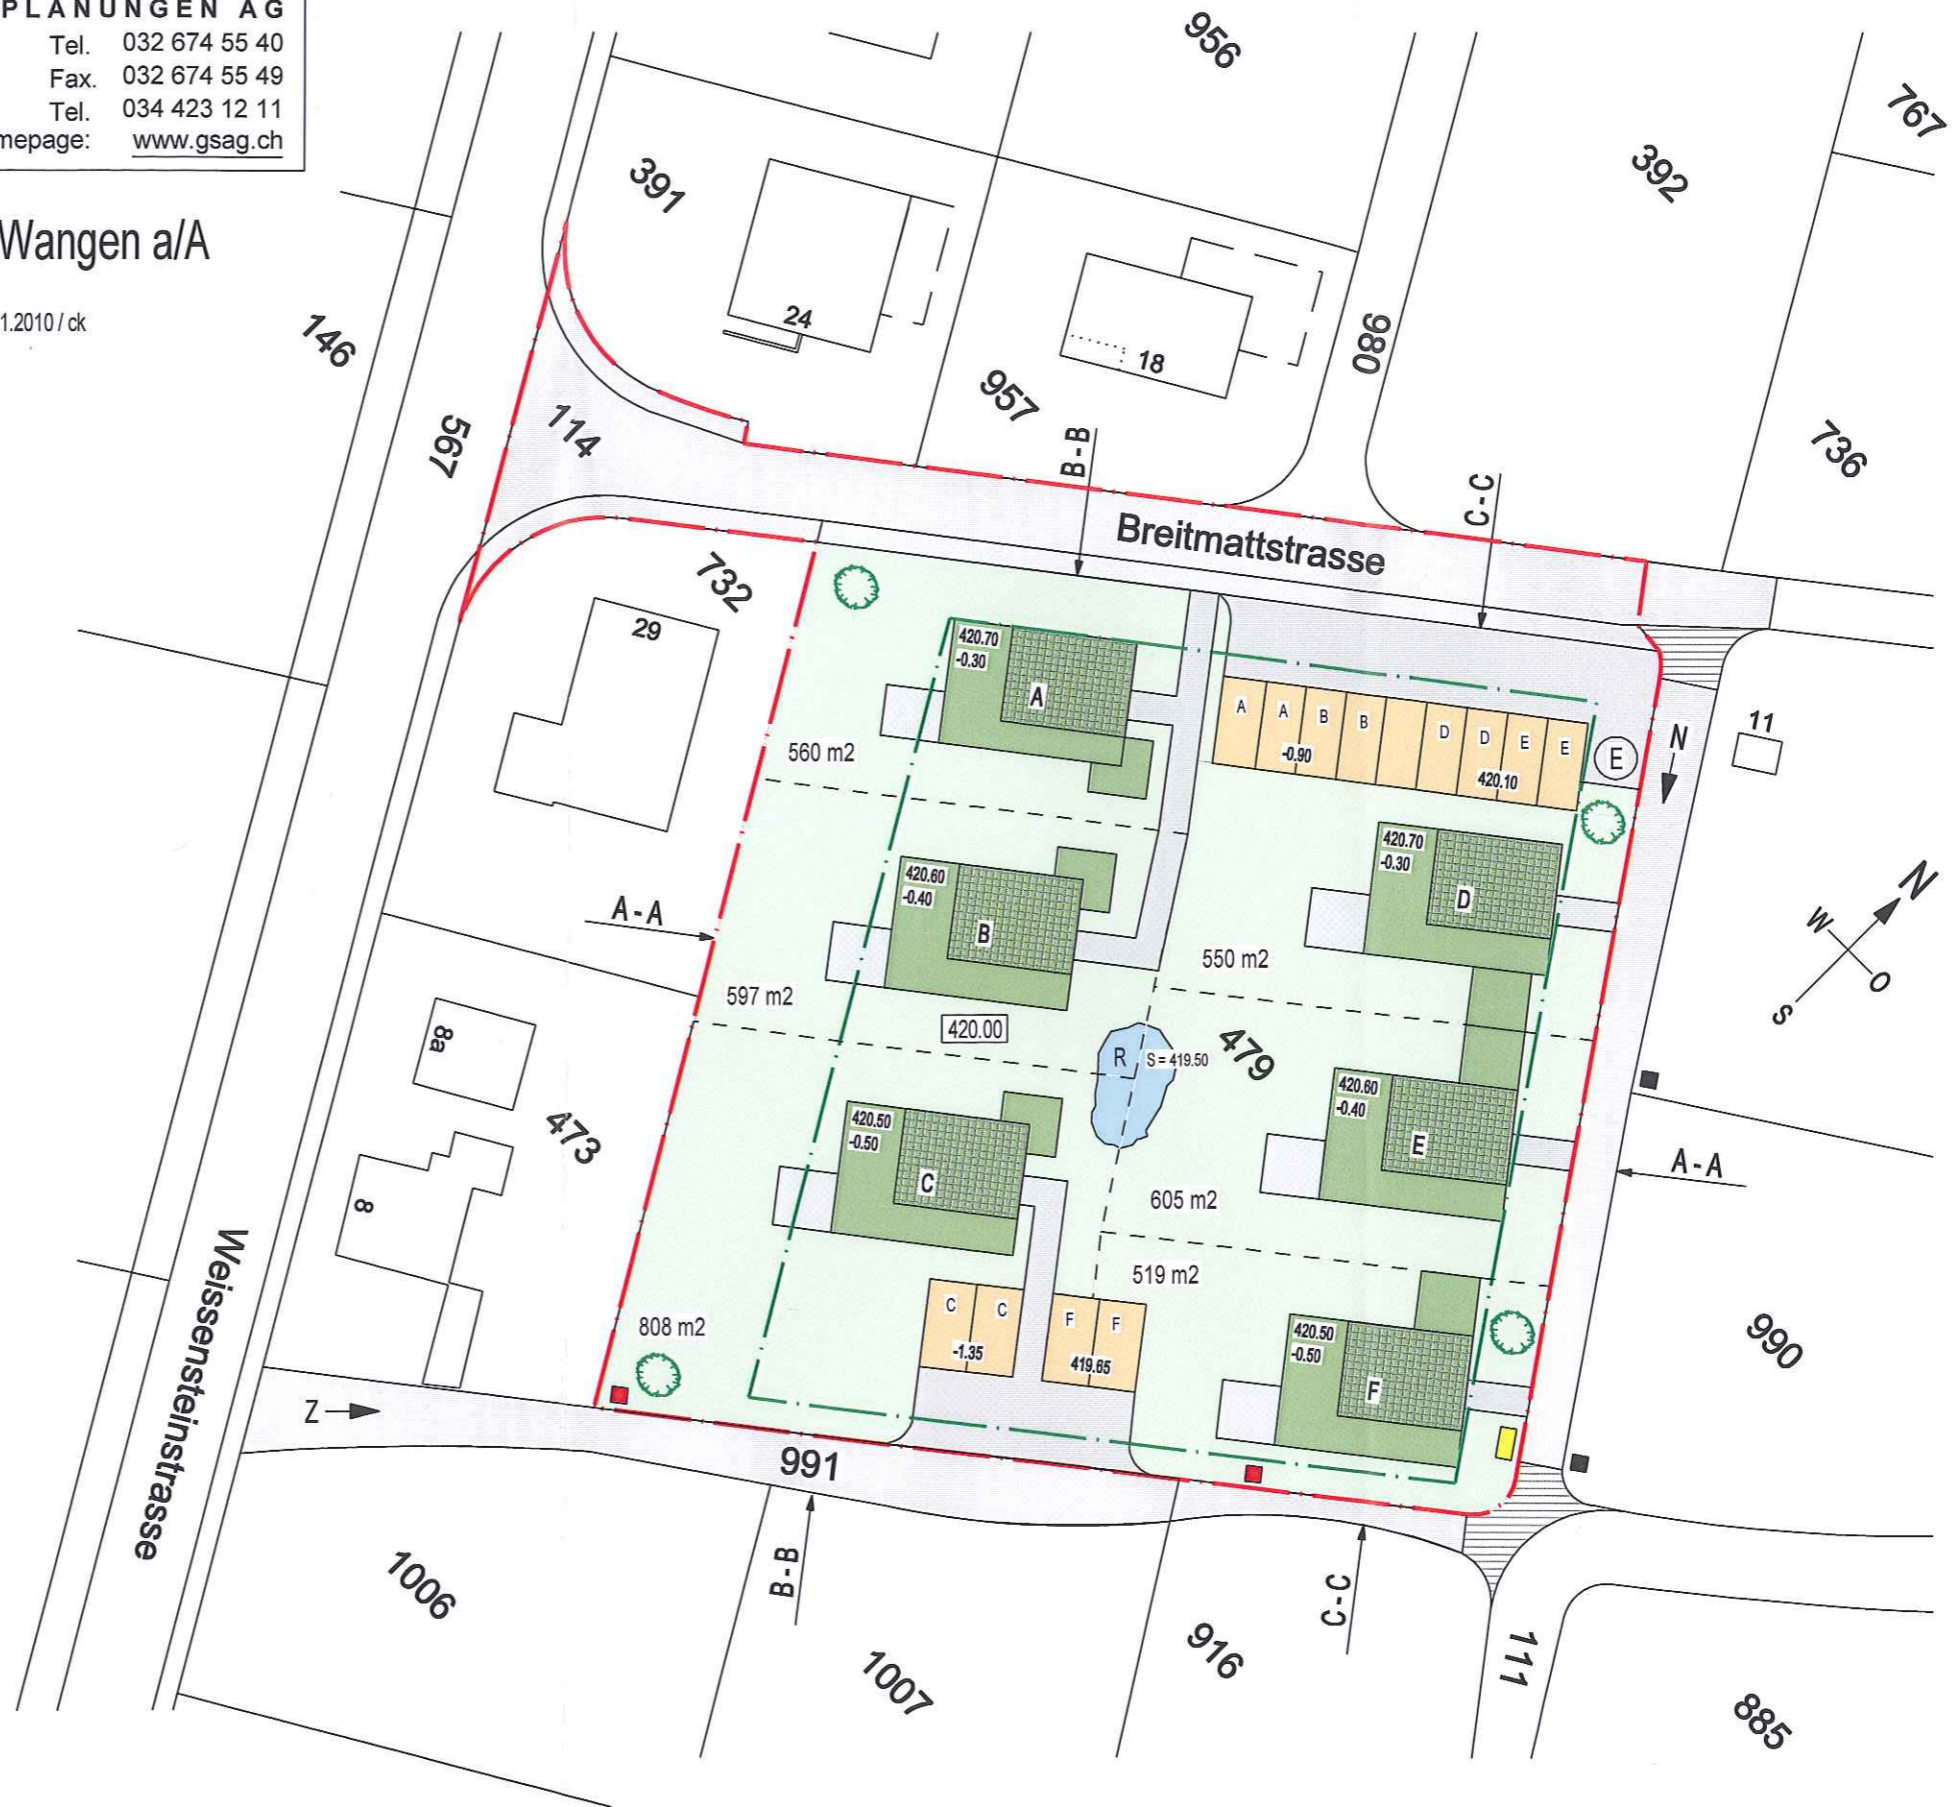 PLANUNGEN AG
Tel. 032 674 55 40
Fax. 032 674 55 49
Tel. 034 423 12 11
mepage: www.gsag.ch
Wangen a/A
1.2010 / ck
956
767
392
391
146
24
18
980
957
567
114
736
B-B
C-C
Breitmattstrasse
732
29
420.70
-0.30
A
A
A
B
B
D
D
E
E
-0.90
420.10
E
N
11
560 m2
420.70
-0.30
D
420.60
-0.40
B
A-A
N
W
O
S
550 m2
597 m2
420.00
R
S = 419.50
479
8a
473
8
420.60
-0.40
E
420.50
-0.50
C
A-A
605 m2
519 m2
C
C
-1.35
F
F
419.65
808 m2
420.50
-0.50
F
990
Z
991
Weissensteinstrasse
B-B
C-C
1006
1007
916
111
885